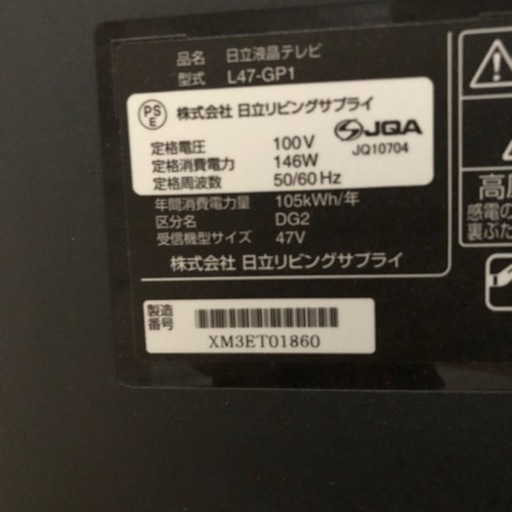 品名 日立液晶テレビ
型式 L47-GP1
PS E 株式会社 日立リビングサプライ
定格電圧 100V
JQA
定格消費電力 146W
JQ10704
定格周波数 50/60Hz
年間消費電力量 105kWh/年
区分名 DG2
受信機型サイズ 47V
株式会社 日立リビングサプライ
製造番号
XM3ET01860
感電の
裏ぶた